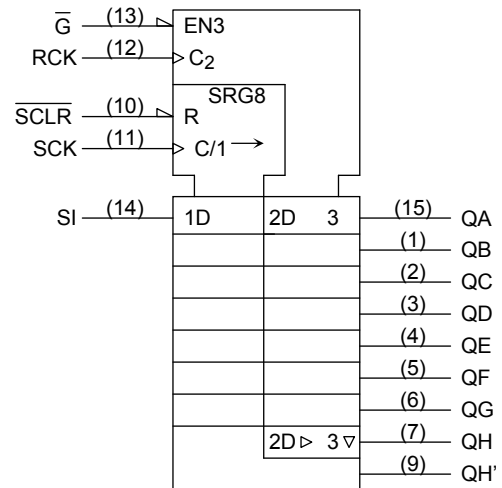 G (13) EN3
RCK (12) C2
SRG8
SCLR (10) R
SCK (11) C/1
SI (14) 1D 2D 3 (15) QA
(1) QB
(2) QC
(3) QD
(4) QE
(5) QF
(6) QG
2D 3 (7) QH
(9) QH'